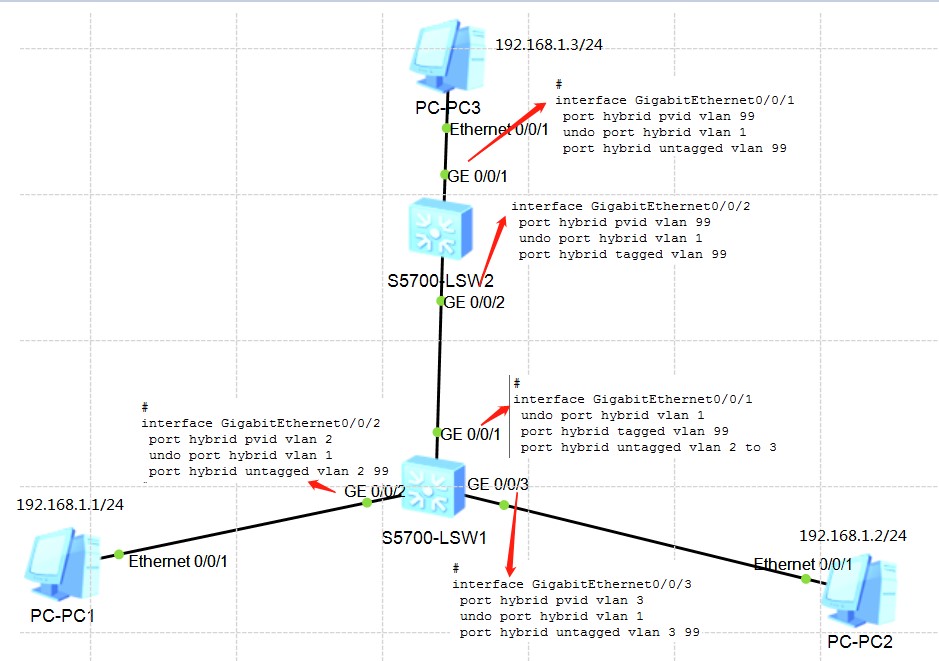 192.168.1.3/24
PC-PC3
#
interface GigabitEthernet0/0/1
port hybrid pvid vlan 99
undo port hybrid vlan 1
port hybrid untagged vlan 99
Ethernet 0/0/1
GE 0/0/1
interface GigabitEthernet0/0/2
port hybrid pvid vlan 99
undo port hybrid vlan 1
port hybrid tagged vlan 99
S5700-LSW2
GE 0/0/2
#
interface GigabitEthernet0/0/1
undo port hybrid vlan 1
port hybrid tagged vlan 99
port hybrid untagged vlan 2 to 3
GE 0/0/1
#
interface GigabitEthernet0/0/2
port hybrid pvid vlan 2
undo port hybrid vlan 1
port hybrid untagged vlan 2 99
GE 0/0/2
GE 0/0/3
192.168.1.1/24
S5700-LSW1
192.168.1.2/24
Ethernet 0/0/1
Ethernet 0/0/1
#
interface GigabitEthernet0/0/3
port hybrid pvid vlan 3
undo port hybrid vlan 1
port hybrid untagged vlan 3 99
PC-PC1
PC-PC2